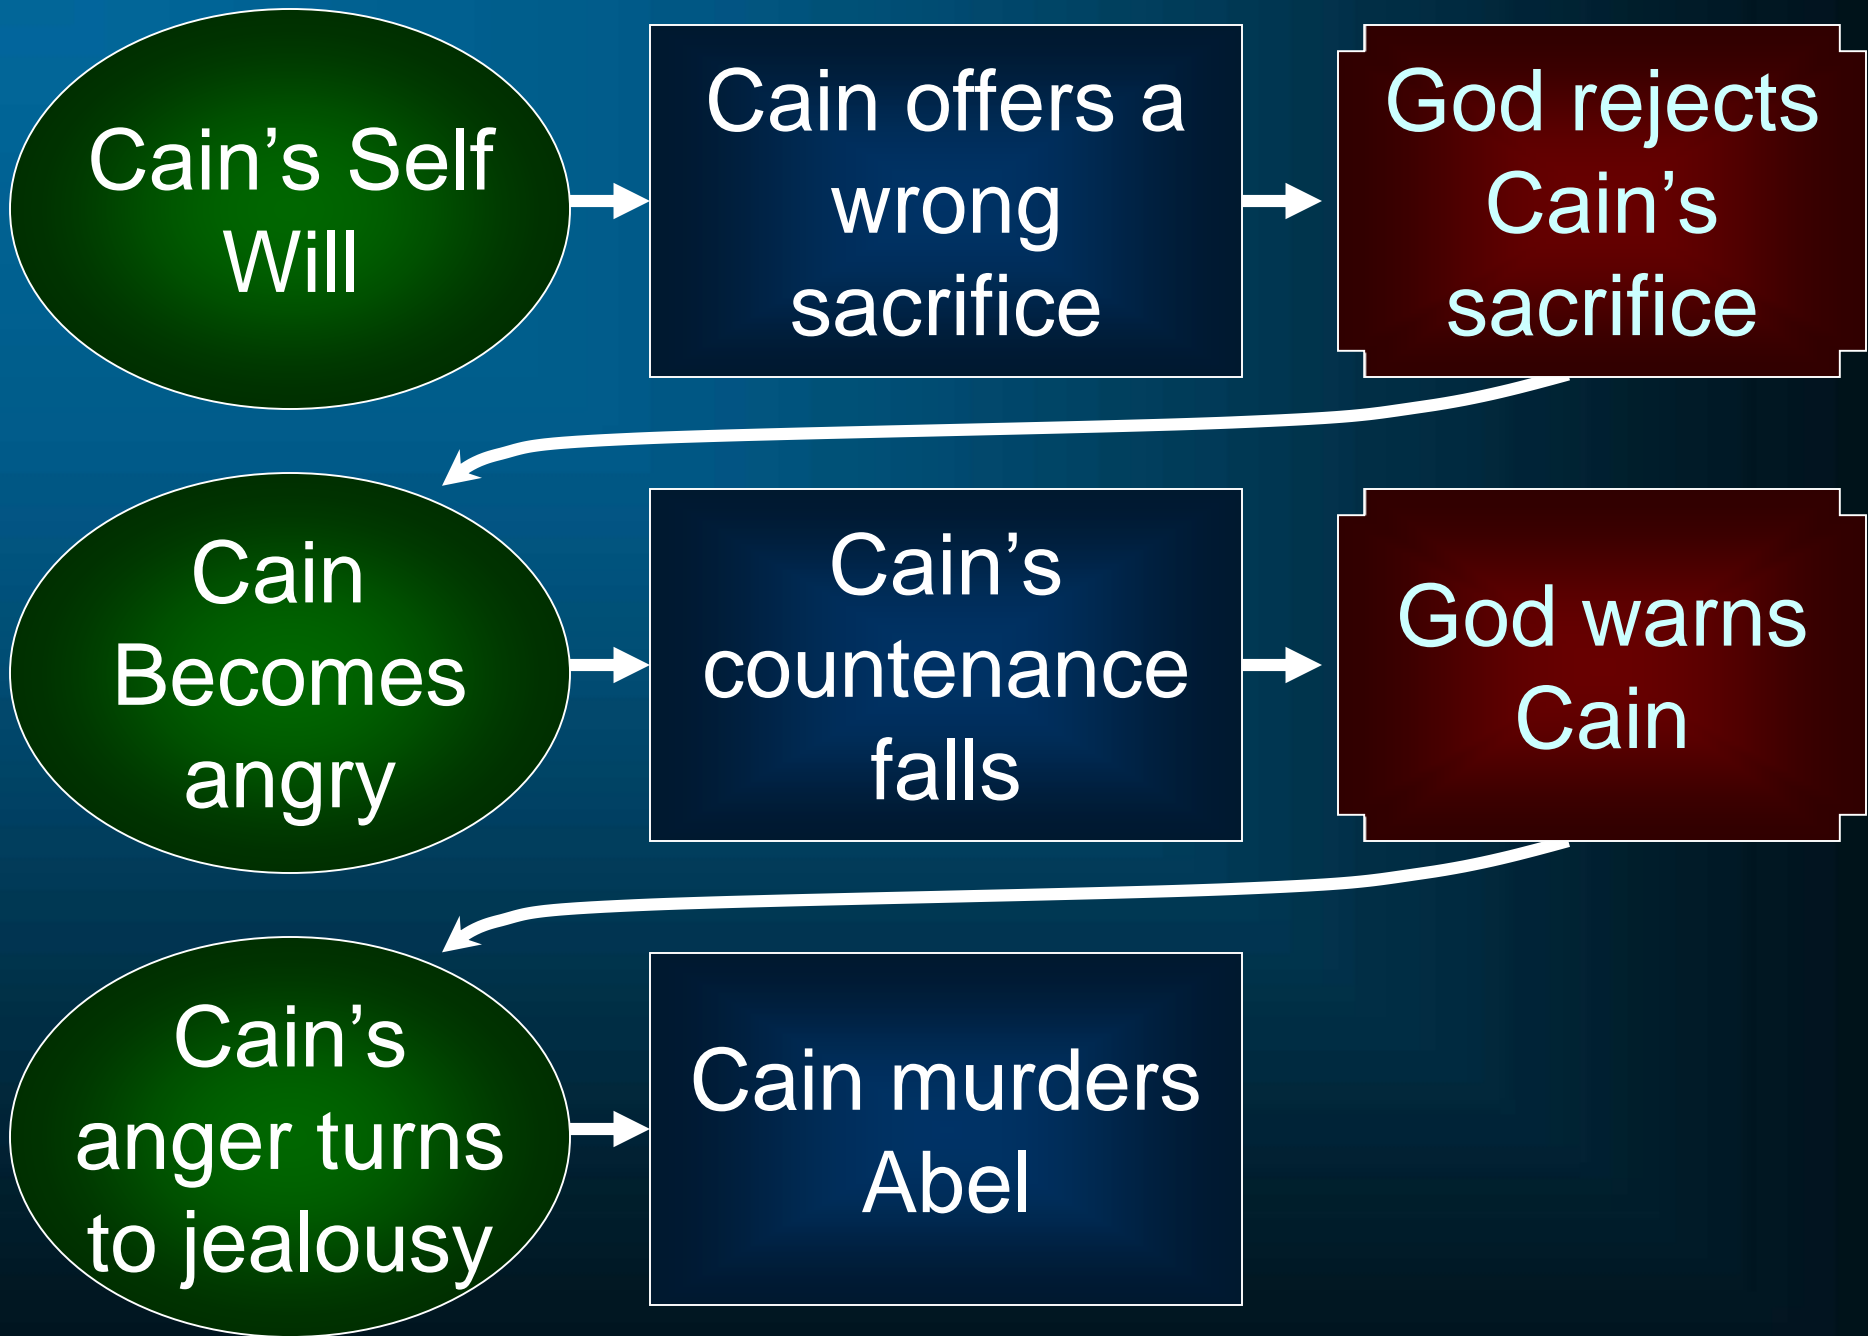 Cain’s Self
Will
Cain offers a
wrong
sacrifice
God rejects
Cain’s
sacrifice
Cain
Becomes
angry
Cain’s
countenance
falls
God warns
Cain
Cain’s
anger turns
to jealousy
Cain murders
Abel